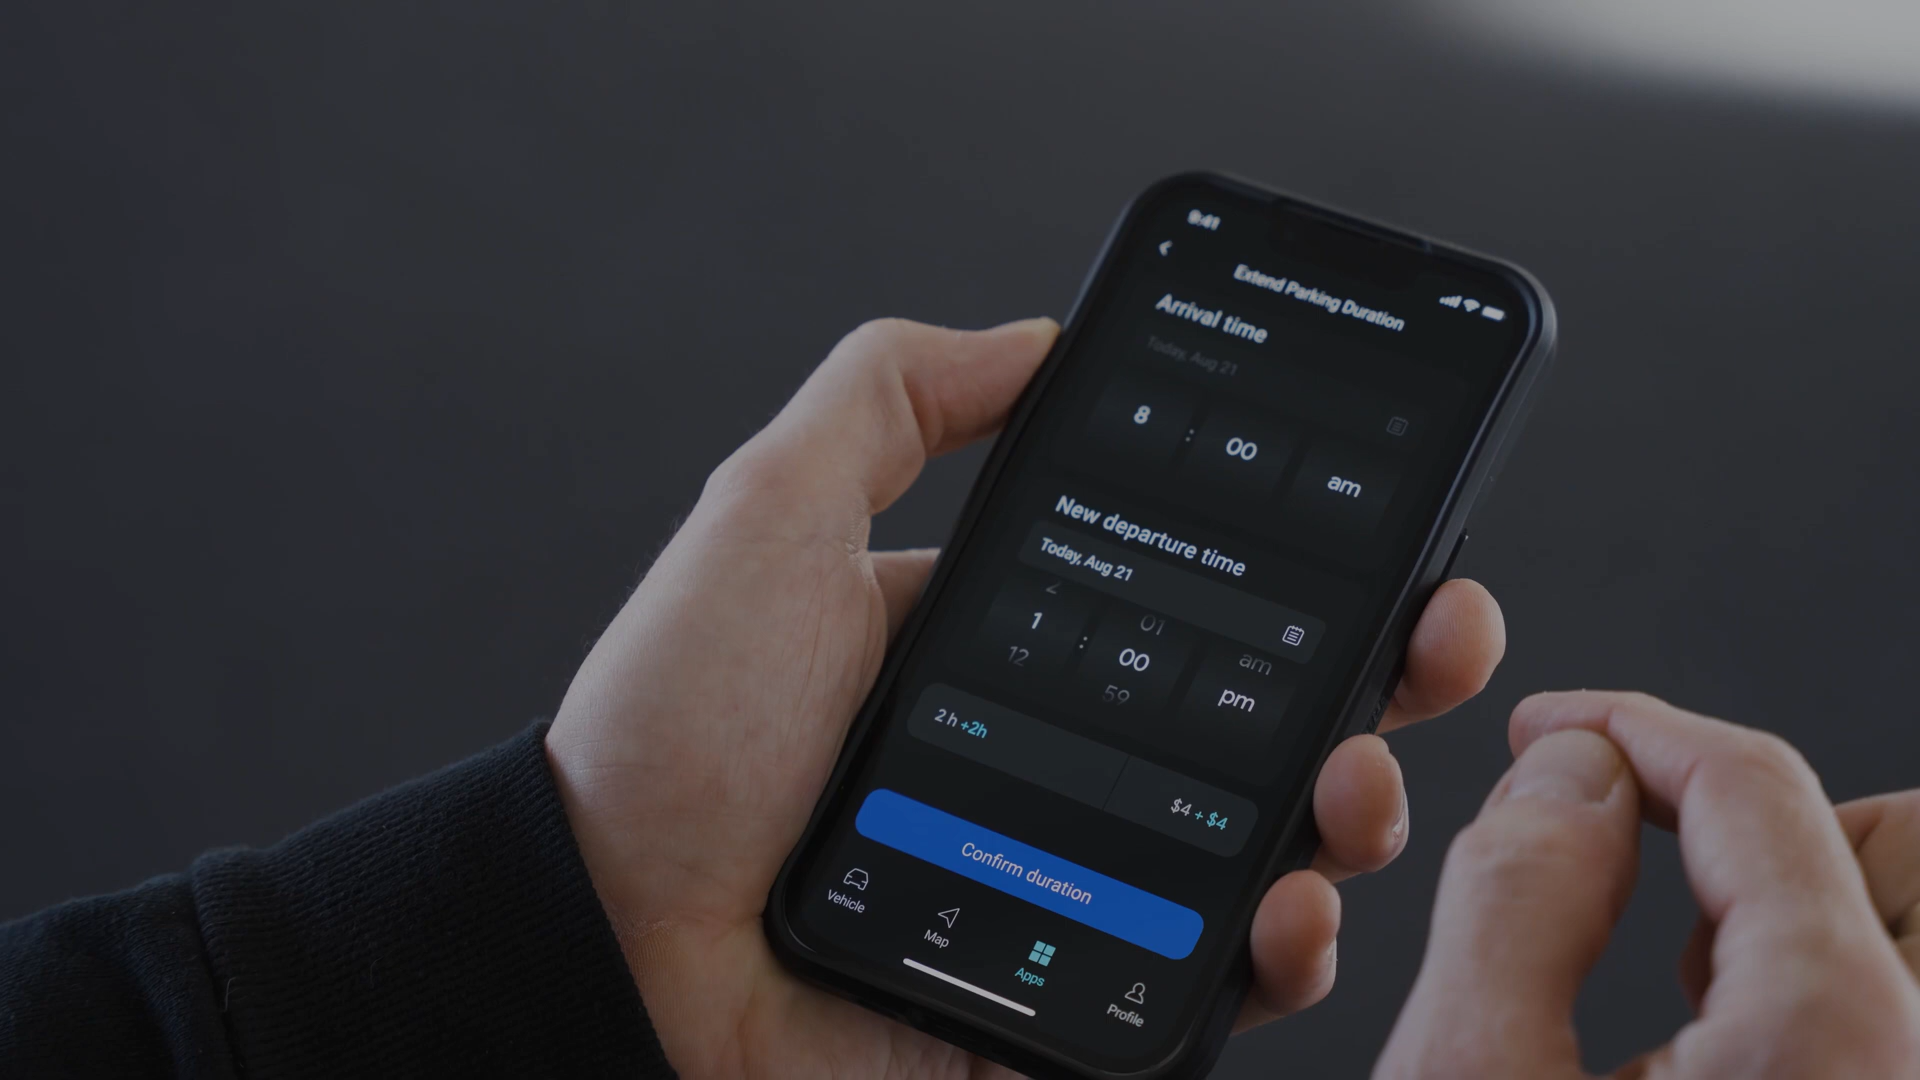 9:41
Extend Parking Duration
Arrival time
Today, Aug 21
8 : 00 am
New departure time
Today, Aug 21
2 01 am
1 : 00 pm
12 59
2 h +2h
$4 + $4
Confirm duration
Vehicle
Map
Apps
Profile